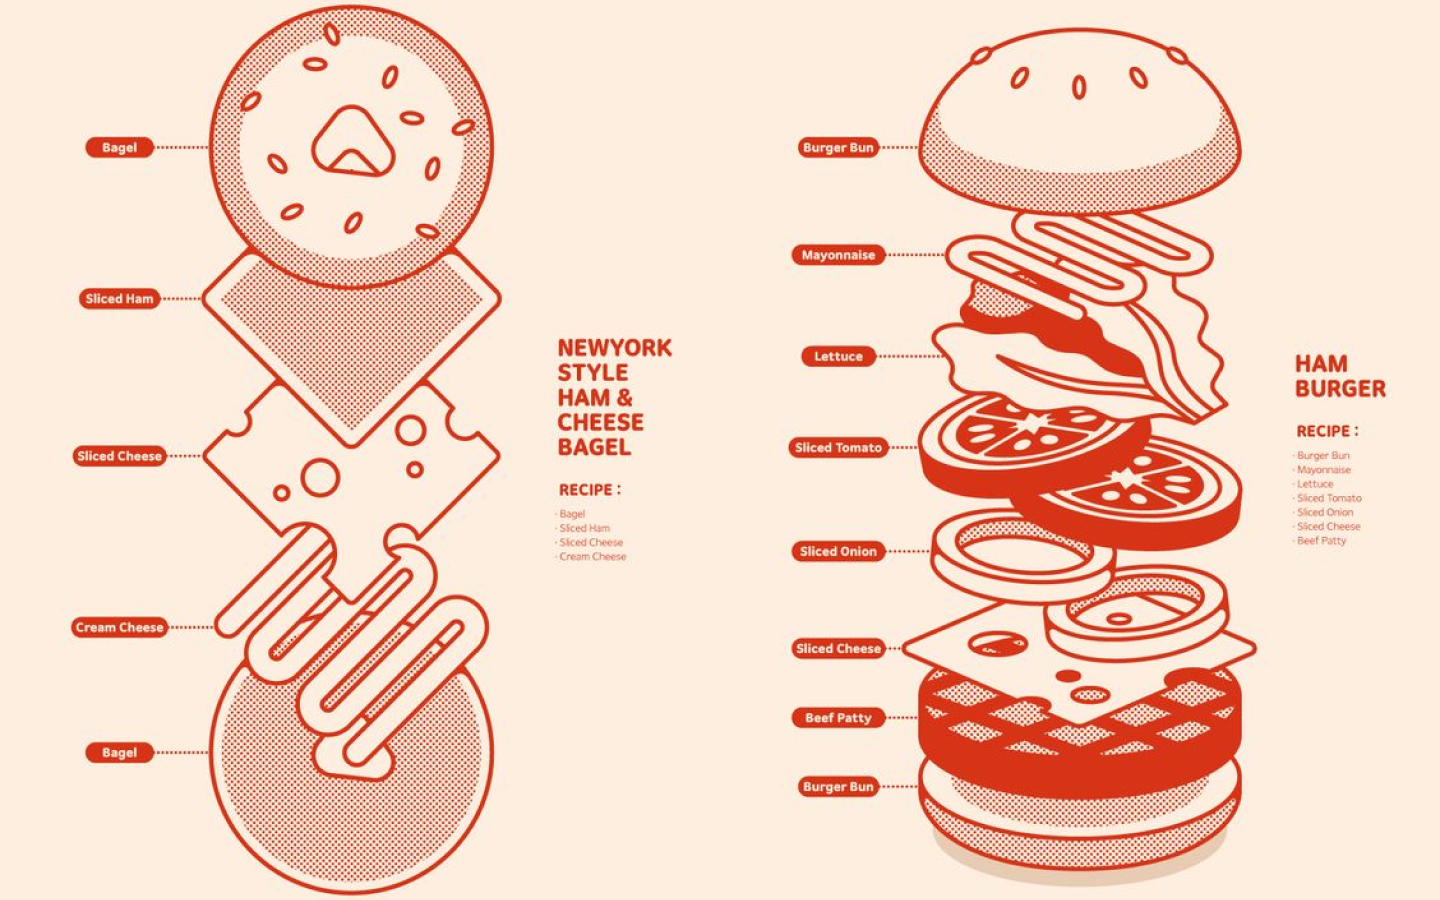 Bagel
Sliced Ham
Sliced Cheese
Cream Cheese
Bagel
NEWYORK
STYLE
HAM &
CHEESE
BAGEL
RECIPE :
· Bagel
· Sliced Ham
· Sliced Cheese
· Cream Cheese
Burger Bun
Mayonnaise
Lettuce
Sliced Tomato
Sliced Onion
Sliced Cheese
Beef Patty
Burger Bun
HAM
BURGER
RECIPE :
· Burger Bun
· Mayonnaise
· Lettuce
· Sliced Tomato
· Sliced Onion
· Sliced Cheese
· Beef Patty